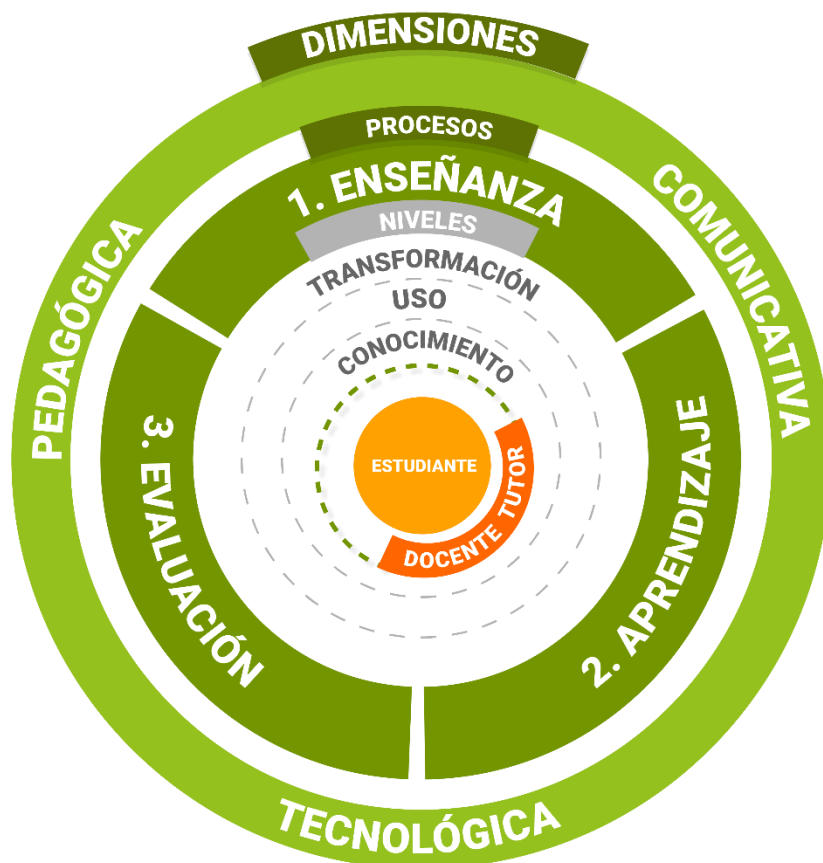 DIMENSIONES
PROCESOS
1. ENSEÑANZA
NIVELES
TRANSFORMACIÓN
USO
CONOCIMIENTO
ESTUDIANTE
DOCENTE TUTOR
PEDAGÓGICA
COMUNICATIVA
3. EVALUACIÓN
2. APRENDIZAJE
TECNOLÓGICA